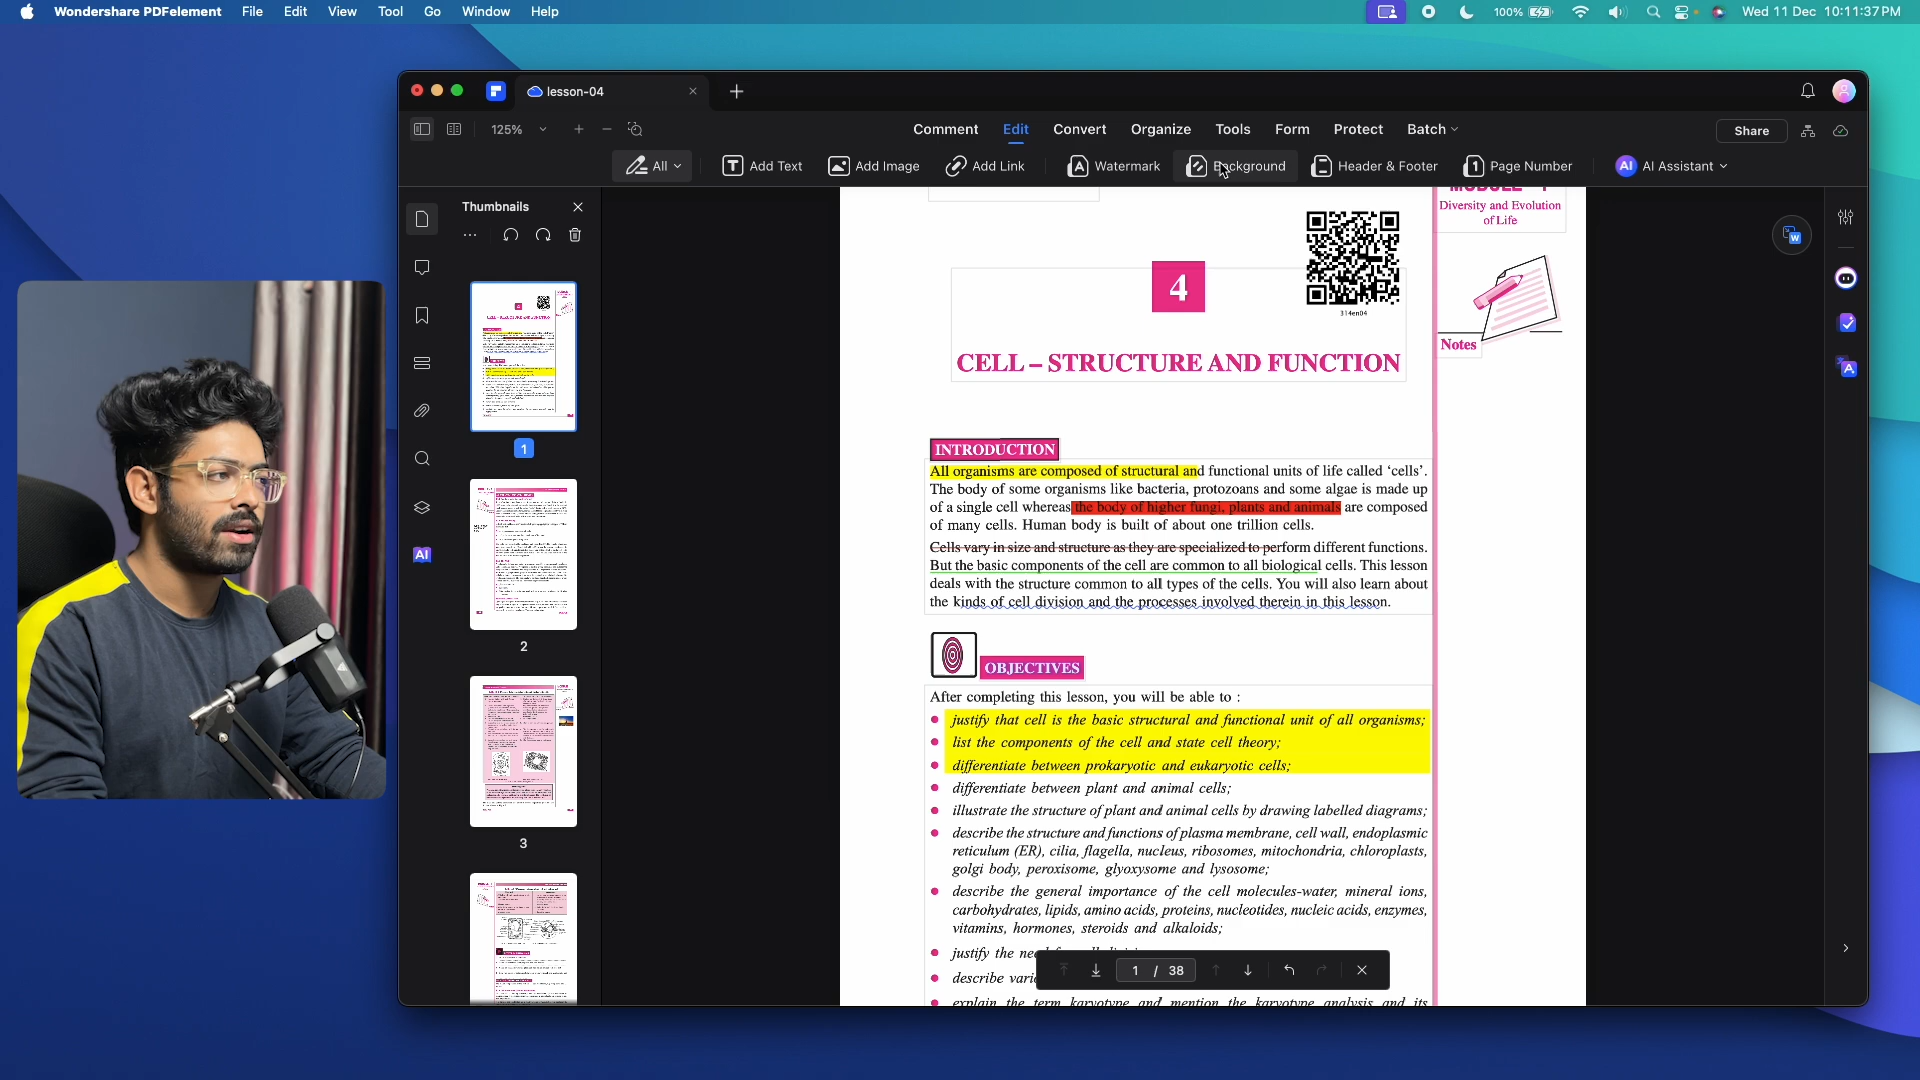 Wondershare PDFelement File Edit View Tool Go Window Help 100% Wed 11 Dec 10:11:37 PM
lesson-04
125% Comment Edit Convert Organize Tools Form Protect Batch Share
All Add Text Add Image Add Link Watermark Background Header & Footer Page Number AI AI Assistant
Thumbnails
1
2
3
AI
Diversity and Evolution
of Life
4
314en04
Notes
CELL – STRUCTURE AND FUNCTION
INTRODUCTION
All organisms are composed of structural and functional units of life called ‘cells’.
The body of some organisms like bacteria, protozoans and some algae is made up
of a single cell whereas the body of higher fungi, plants and animals are composed
of many cells. Human body is built of about one trillion cells.
Cells vary in size and structure as they are specialized to perform different functions.
But the basic components of the cell are common to all biological cells. This lesson
deals with the structure common to all types of the cells. You will also learn about
the kinds of cell division and the processes involved therein in this lesson.
OBJECTIVES
After completing this lesson, you will be able to :
justify that cell is the basic structural and functional unit of all organisms;
list the components of the cell and state cell theory;
differentiate between prokaryotic and eukaryotic cells;
differentiate between plant and animal cells;
illustrate the structure of plant and animal cells by drawing labelled diagrams;
describe the structure and functions of plasma membrane, cell wall, endoplasmic
reticulum (ER), cilia, flagella, nucleus, ribosomes, mitochondria, chloroplasts,
golgi body, peroxisome, glyoxysome and lysosome;
describe the general importance of the cell molecules-water, mineral ions,
carbohydrates, lipids, amino acids, proteins, nucleotides, nucleic acids, enzymes,
vitamins, hormones, steroids and alkaloids;
justify the
describe
explain the term karyotype and mention the karyotype analysis and its
1 / 38